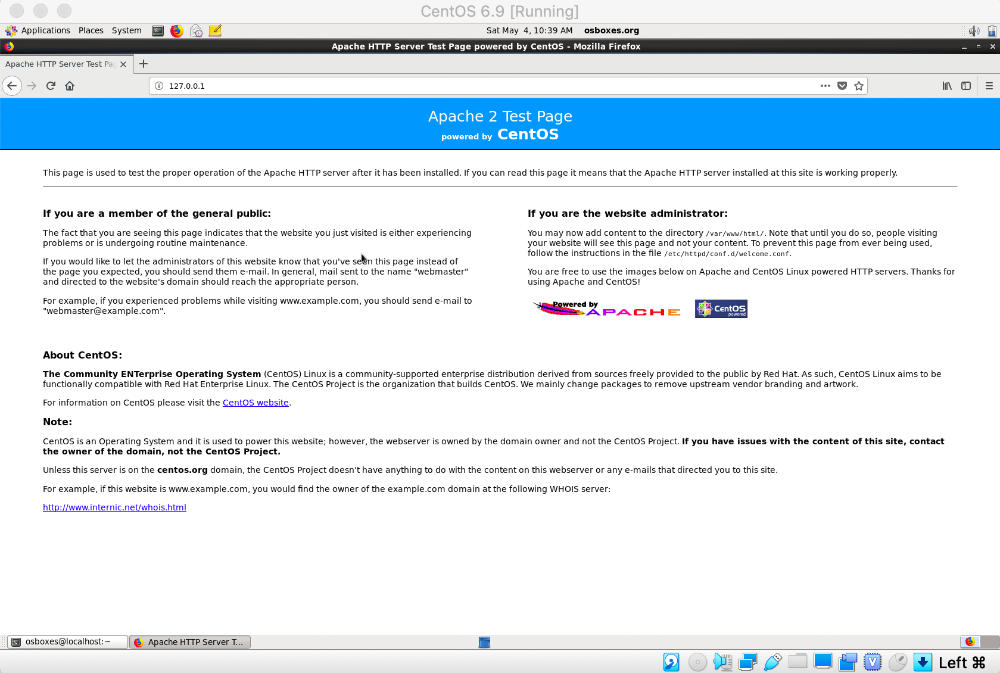 CentOS 6.9 [Running]
Applications Places System Sat May 4, 10:39 AM osboxes.org
Apache HTTP Server Test Page powered by CentOS - Mozilla Firefox
Apache HTTP Server Test Pag
127.0.0.1
Apache 2 Test Page
powered by CentOS
This page is used to test the proper operation of the Apache HTTP server after it has been installed. If you can read this page it means that the Apache HTTP server installed at this site is working properly.
If you are a member of the general public:
The fact that you are seeing this page indicates that the website you just visited is either experiencing
problems or is undergoing routine maintenance.
If you would like to let the administrators of this website know that you've seen this page instead of
the page you expected, you should send them e-mail. In general, mail sent to the name "webmaster"
and directed to the website's domain should reach the appropriate person.
For example, if you experienced problems while visiting www.example.com, you should send e-mail to
"webmaster@example.com".
If you are the website administrator:
You may now add content to the directory /var/www/html/. Note that until you do so, people visiting
your website will see this page and not your content. To prevent this page from ever being used,
follow the instructions in the file /etc/httpd/conf.d/welcome.conf.
You are free to use the images below on Apache and CentOS Linux powered HTTP servers. Thanks for
using Apache and CentOS!
Powered by
APACHE
CentOS
powered
About CentOS:
The Community ENTerprise Operating System (CentOS) Linux is a community-supported enterprise distribution derived from sources freely provided to the public by Red Hat. As such, CentOS Linux aims to be
functionally compatible with Red Hat Enterprise Linux. The CentOS Project is the organization that builds CentOS. We mainly change packages to remove upstream vendor branding and artwork.
For information on CentOS please visit the CentOS website.
Note:
CentOS is an Operating System and it is used to power this website; however, the webserver is owned by the domain owner and not the CentOS Project. If you have issues with the content of this site, contact
the owner of the domain, not the CentOS Project.
Unless this server is on the centos.org domain, the CentOS Project doesn't have anything to do with the content on this webserver or any e-mails that directed you to this site.
For example, if this website is www.example.com, you would find the owner of the example.com domain at the following WHOIS server:
http://www.internic.net/whois.html
osboxes@localhost:~ Apache HTTP Server T...
V
Left ⌘